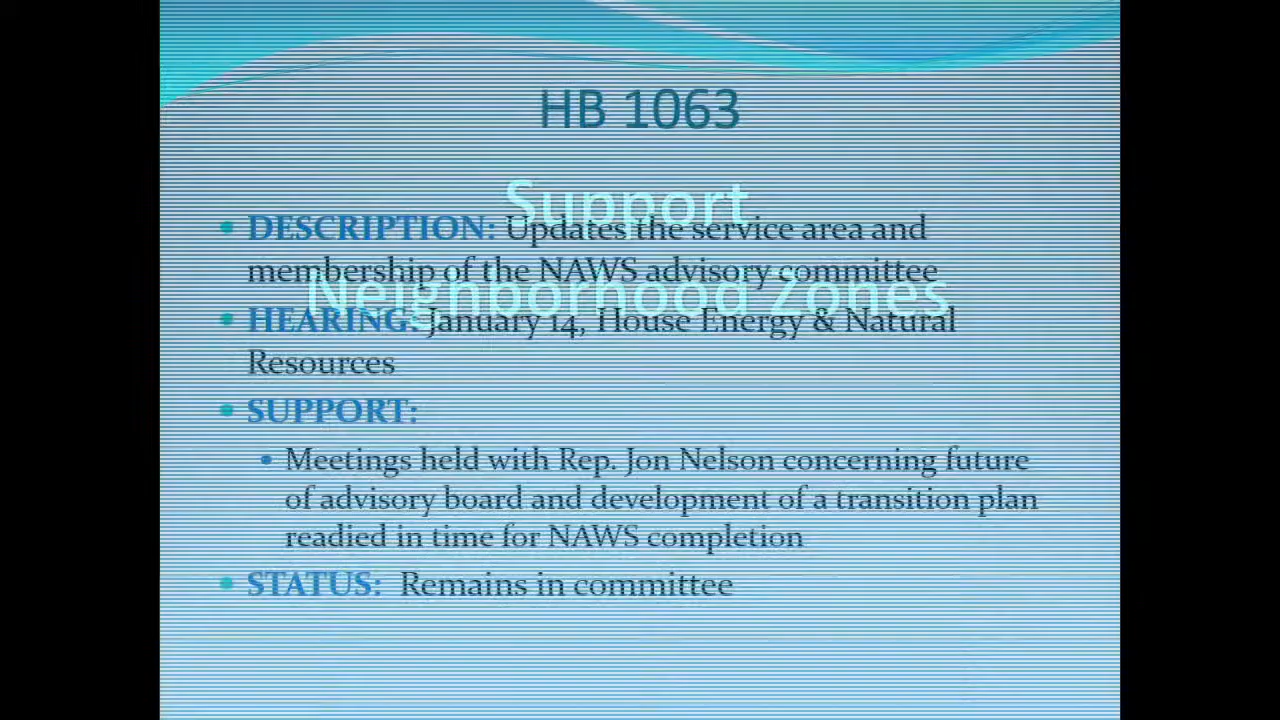 HB 1063
Support
DESCRIPTION: Updates the service area and
membership of the NAWS advisory committee
Neighborhood Zones
HEARING: January 14, House Energy & Natural
Resources
SUPPORT:
Meetings held with Rep. Jon Nelson concerning future
of advisory board and development of a transition plan
readied in time for NAWS completion
STATUS: Remains in committee